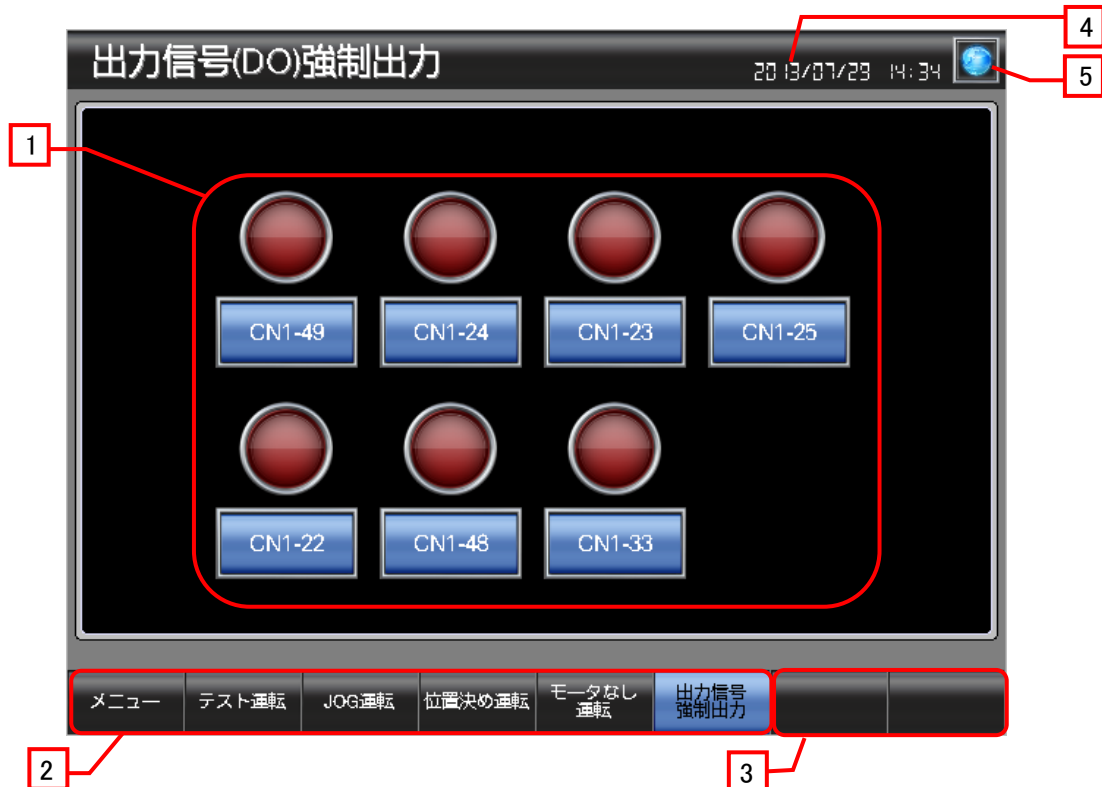 4
出力信号(DO)強制出力
2013/07/29 14:34
5
1
CN1-49
CN1-24
CN1-23
CN1-25
CN1-22
CN1-48
CN1-33
メニュー
テスト運転
JOG運転
位置決め運転
モータなし
運転
出力信号
強制出力
2
3